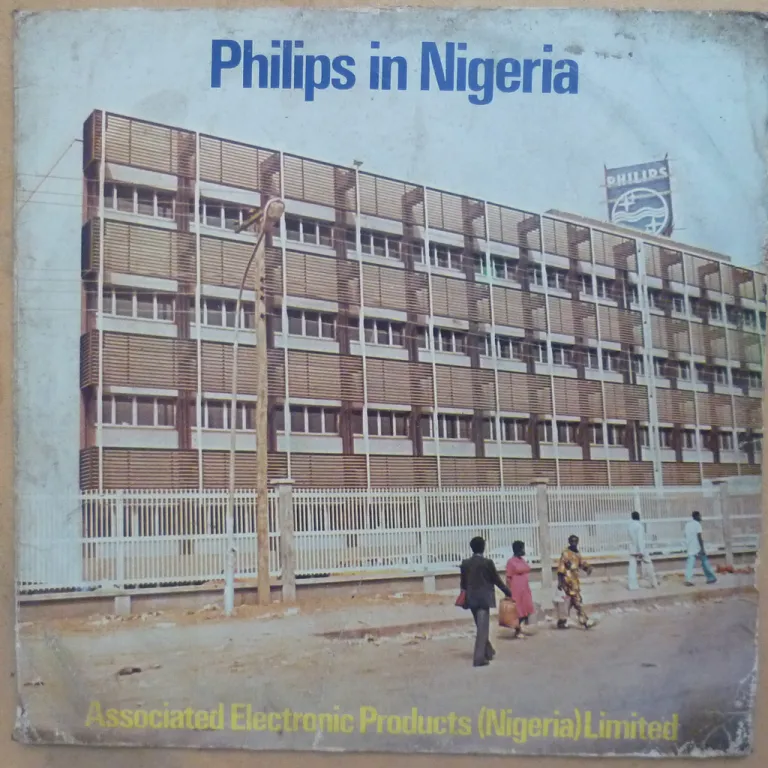 Philips in Nigeria
PHILIPS
Associated Electronic Products (Nigeria) Limited